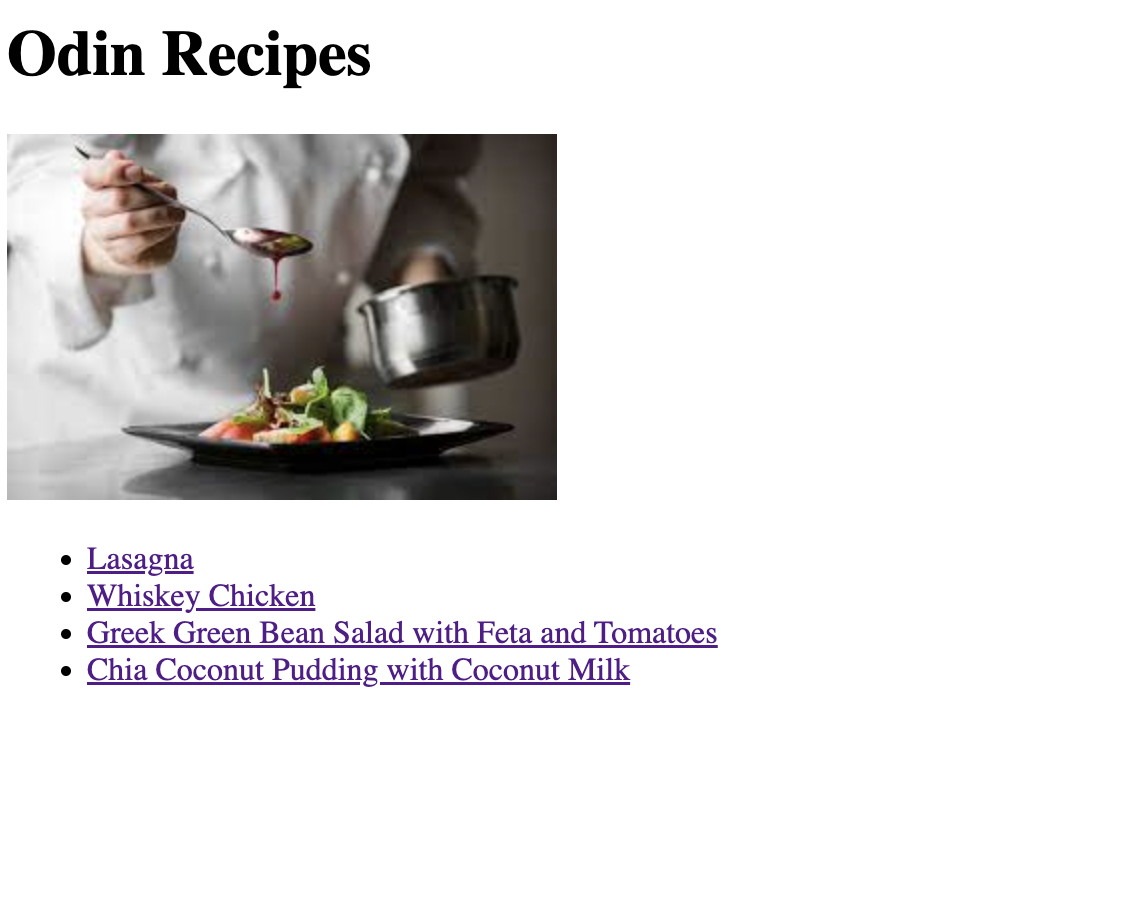 Odin Recipes
Lasagna
Whiskey Chicken
Greek Green Bean Salad with Feta and Tomatoes
Chia Coconut Pudding with Coconut Milk